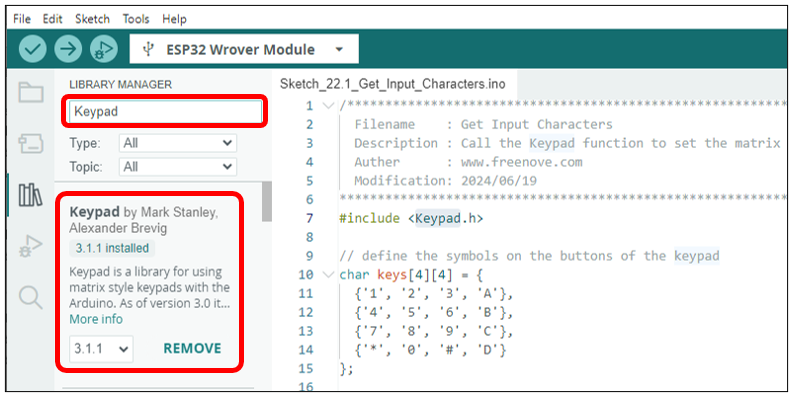 File Edit Sketch Tools Help
ESP32 Wrover Module
LIBRARY MANAGER
Keypad
Type: All
Topic: All
Keypad by Mark Stanley,
Alexander Brevig
3.1.1 installed
Keypad is a library for using
matrix style keypads with the
Arduino. As of version 3.0 it...
More info
3.1.1
REMOVE
Sketch_22.1_Get_Input_Characters.ino
1 /**********************************************************
2 Filename : Get Input Characters
3 Description : Call the Keypad function to set the matrix
4 Auther : www.freenove.com
5 Modification: 2024/06/19
6 ***********************************************************
7 #include <Keypad.h>
8
9 // define the symbols on the buttons of the keypad
10 char keys[4][4] = {
11 {'1', '2', '3', 'A'},
12 {'4', '5', '6', 'B'},
13 {'7', '8', '9', 'C'},
14 {'*', '0', '#', 'D'}
15 };
16